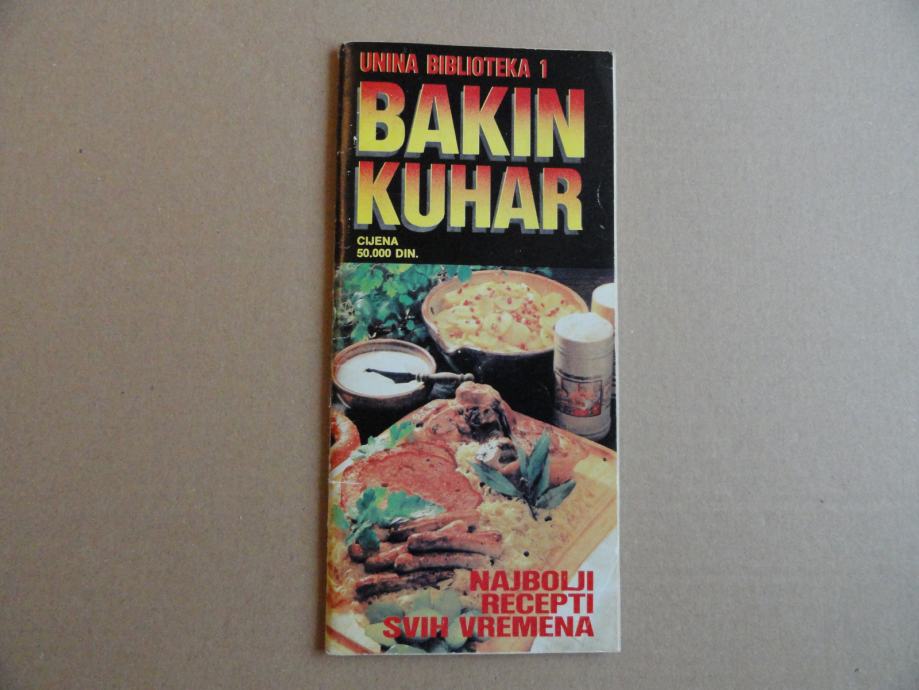 UNINA BIBLIOTEKA 1
BAKIN
KUHAR
CIJENA
50.000 DIN.
NAJBOLJI
RECEPTI
SVIH VREMENA